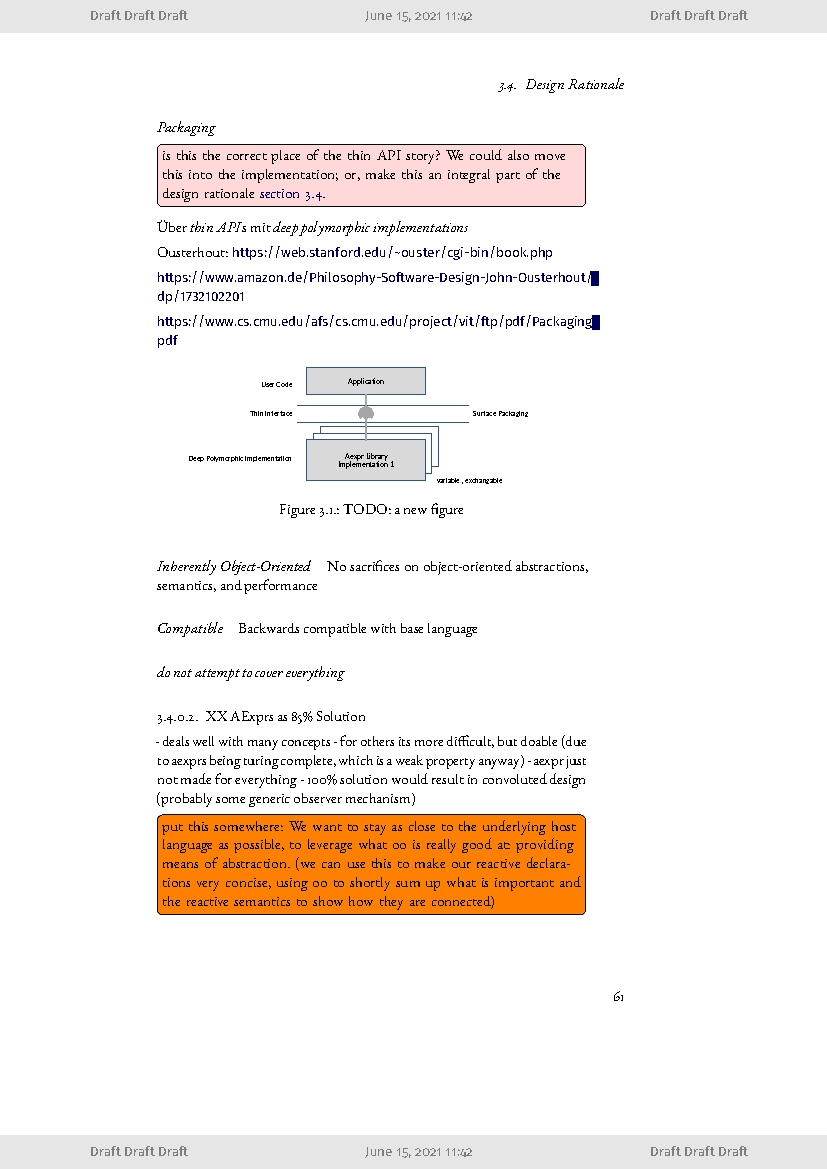 Draft Draft Draft June 15, 2021 11:42 Draft Draft Draft
3.4. Design Rationale
Packaging
is this the correct place of the thin API story? We could also move
this into the implementation; or, make this an integral part of the
design rationale section 3.4.
Über thin APIs mit deep polymorphic implementations
Ousterhout: https://web.stanford.edu/~ouster/cgi-bin/book.php
https://www.amazon.de/Philosophy-Software-Design-John-Ousterhout/
dp/1732102201
https://www.cs.cmu.edu/afs/cs.cmu.edu/project/vit/ftp/pdf/Packaging
pdf
User Code
Application
Thin Interface
Surface Packaging
Deep Polymorphic Implementation
Aexpr Library
Implementation 1
variable, exchangable
Figure 3.1.: TODO: a new figure
Inherently Object-Oriented No sacrifices on object-oriented abstractions,
semantics, and performance
Compatible Backwards compatible with base language
do not attempt to cover everything
3.4.0.2. XX AExprs as 85% Solution
- deals well with many concepts - for others its more difficult, but doable (due
to aexprs being turing complete, which is a weak property anyway) - aexpr just
not made for everything - 100% solution would result in convoluted design
(probably some generic observer mechanism)
put this somewhere: We want to stay as close to the underlying host
language as possible, to leverage what oo is really good at: providing
means of abstraction. (we can use this to make our reactive declara-
tions very concise, using oo to shortly sum up what is important and
the reactive semantics to show how they are connected)
61
Draft Draft Draft June 15, 2021 11:42 Draft Draft Draft